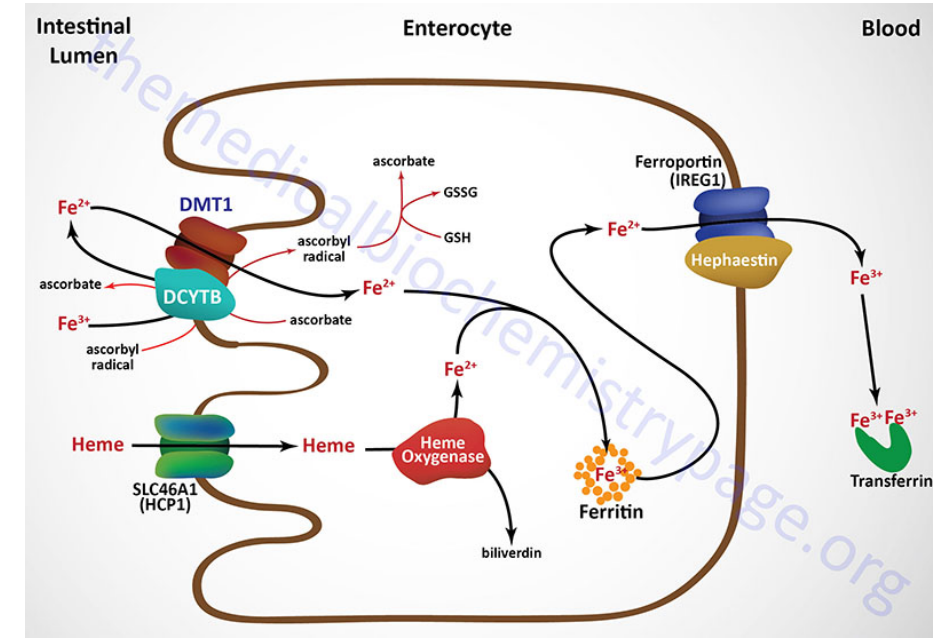 Intestinal
Lumen
Enterocyte
Blood
themedicalbiochemistrypage.org
Ferroportin
(IREG1)
ascorbate
GSSG
GSH
DMT1
Fe²⁺
ascorbyl
radical
Fe²⁺
Hephaestin
Fe³⁺
ascorbate
DCYTB
Fe²⁺
Fe³⁺
ascorbate
ascorbyl
radical
Fe²⁺
Fe³⁺ Fe³⁺
Transferrin
Heme
Heme
Heme
Oxygenase
SLC46A1
(HCP1)
Fe³⁺
Ferritin
biliverdin